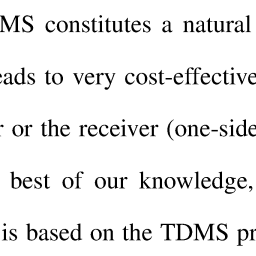 MS constitutes a natural
eads to very cost-effective
r or the receiver (one-side
best of our knowledge,
is based on the TDMS pr